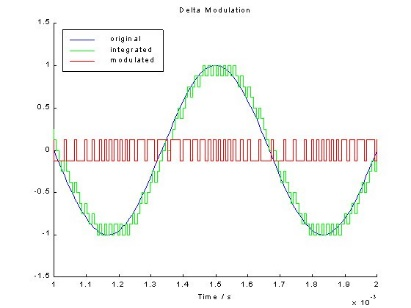 Delta Modulation
original
integrated
modulated
1.5
1
0.5
0
-0.5
-1
-1.5
1 1.1 1.2 1.3 1.4 1.5 1.6 1.7 1.8 1.9 2
Time / s
x 10⁻³